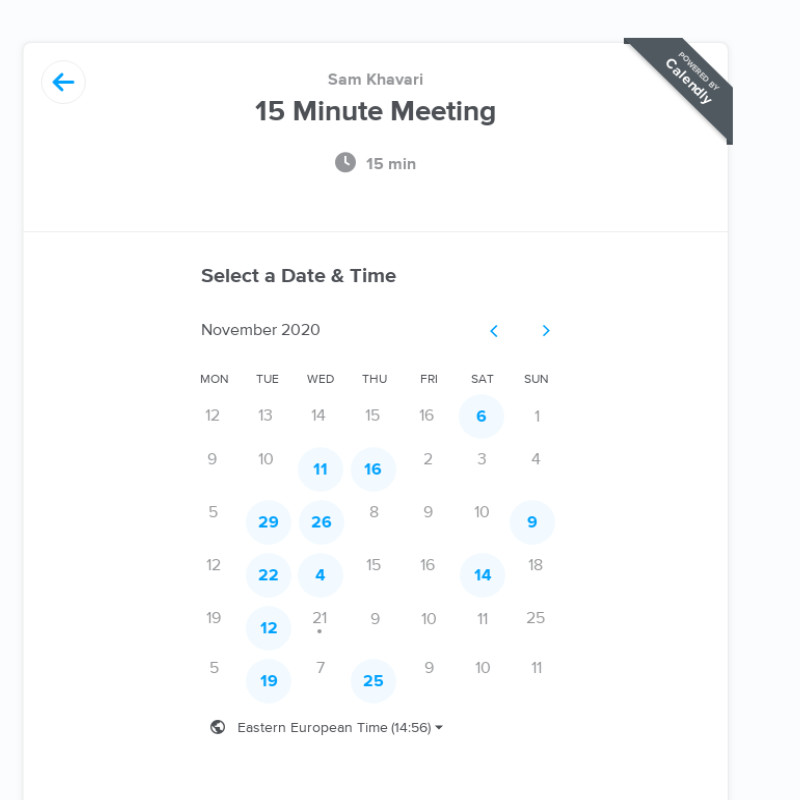 POWERED BY
Calendly
Sam Khavari
15 Minute Meeting
15 min
Select a Date & Time
November 2020
MON TUE WED THU FRI SAT SUN
12 13 14 15 16 6 1
9 10 11 16 2 3 4
5 29 26 8 9 10 9
12 22 4 15 16 14 18
19 12 21 9 10 11 25
5 19 7 25 9 10 11
Eastern European Time (14:56)